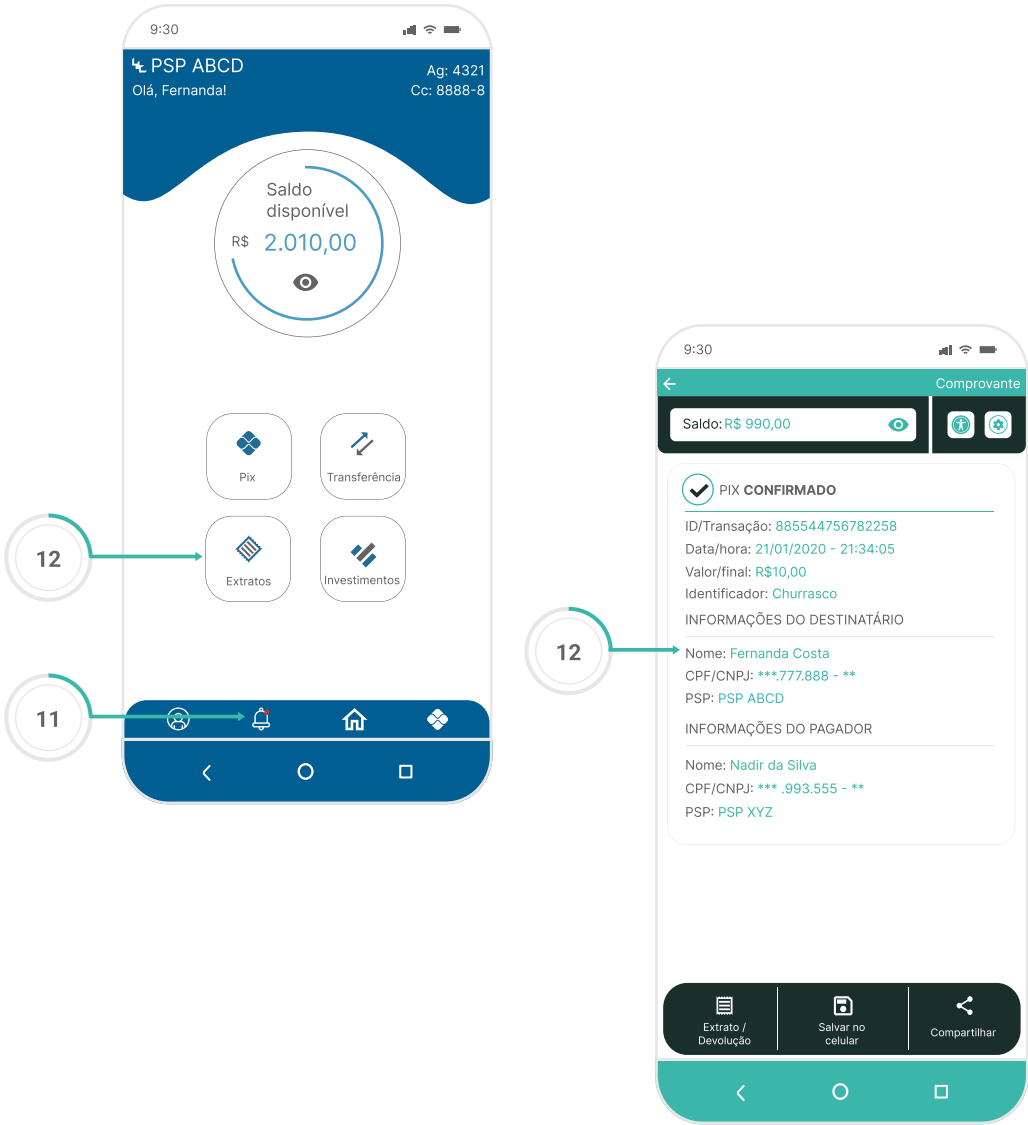 9:30
PSP ABCD
Ag: 4321
Olá, Fernanda!
Cc: 8888-8
Saldo
disponível
R$ 2.010,00
Pix
Transferência
12
Extratos
Investimentos
11
9:30
Comprovante
Saldo: R$ 990,00
PIX CONFIRMADO
ID/Transação: 885544756782258
Data/hora: 21/01/2020 - 21:34:05
Valor/final: R$10,00
Identificador: Churrasco
INFORMAÇÕES DO DESTINATÁRIO
12
Nome: Fernanda Costa
CPF/CNPJ: ***.777.888 - **
PSP: PSP ABCD
INFORMAÇÕES DO PAGADOR
Nome: Nadir da Silva
CPF/CNPJ: *** .993.555 - **
PSP: PSP XYZ
Extrato /
Devolução
Salvar no
celular
Compartilhar